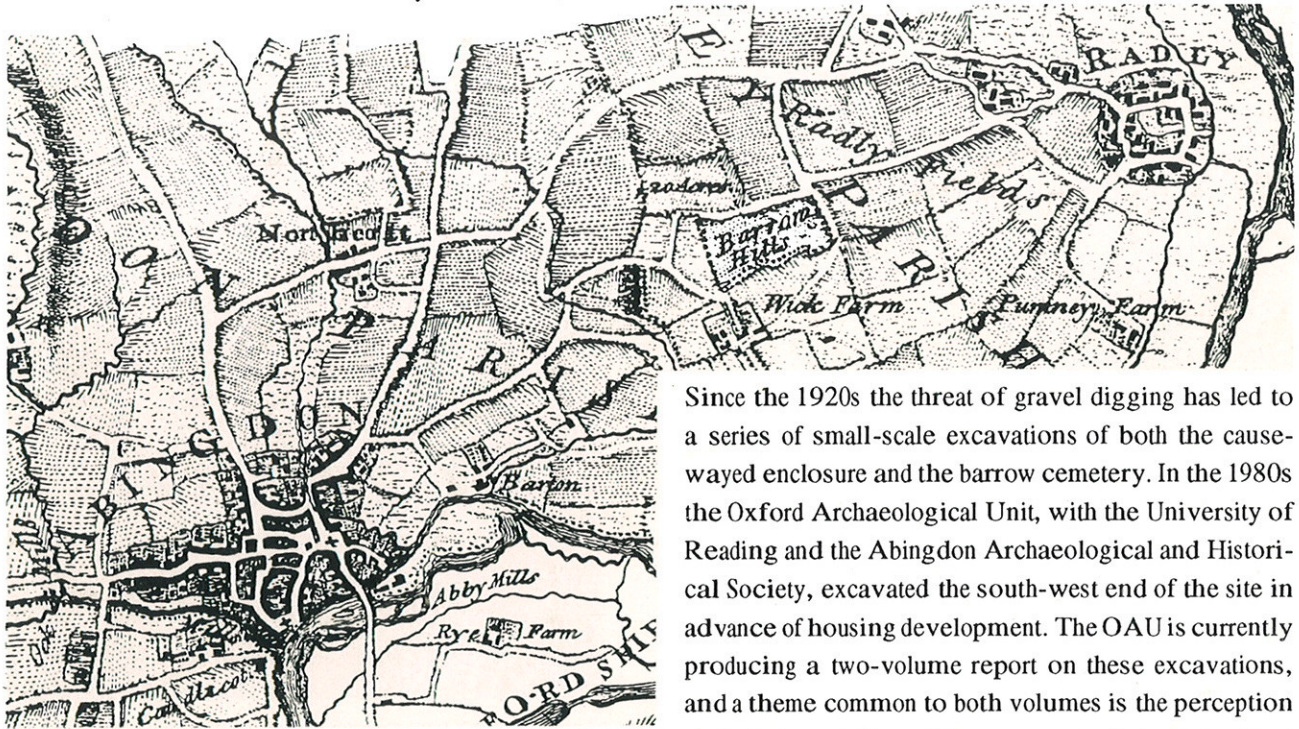 RADLY
Radly
Fields
Northcott
Barrow
Hills
Wick Farm
Pumney Farm
PARISH
BINGDON
Barton
Abby Mills
Rye Farm
Since the 1920s the threat of gravel digging has led to
a series of small-scale excavations of both the cause-
wayed enclosure and the barrow cemetery. In the 1980s
the Oxford Archaeological Unit, with the University of
Reading and the Abingdon Archaeological and Histori-
cal Society, excavated the south-west end of the site in
advance of housing development. The OAU is currently
producing a two-volume report on these excavations,
and a theme common to both volumes is the perception